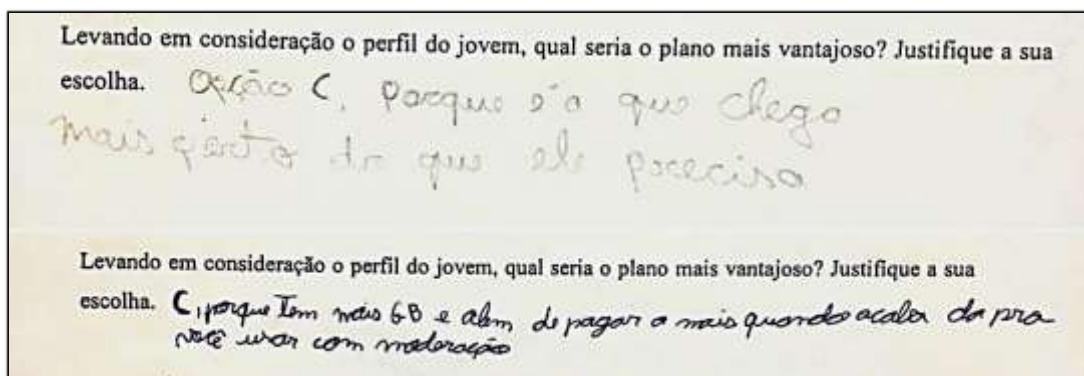 Levando em consideração o perfil do jovem, qual seria o plano mais vantajoso? Justifique a sua
escolha. Opção C, Porque é a que chega
mais perto do que ele precisa
Levando em consideração o perfil do jovem, qual seria o plano mais vantajoso? Justifique a sua
escolha. C, porque Tem mais GB e alem de pagar a mais quando acaba da pra
você usar com moderação